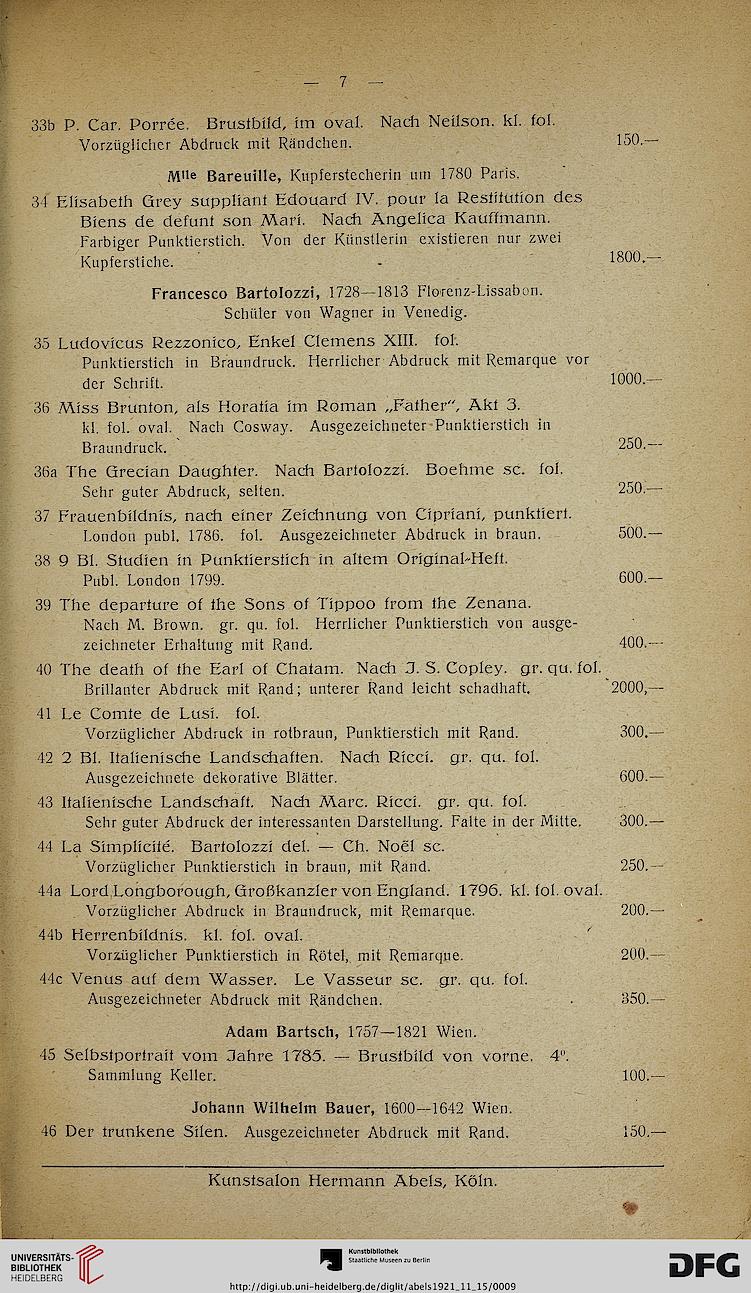 — 7 —
33b P. Car. Porrée. Brustbild, im oval. Nach Neilson. kl. fol.
Vorzüglicher Abdruck mit Rändchen. 150.—
Mlle Bareuille, Kupferstecherin um 1780 Paris.
34 Elisabeth Grey suppliant Edouard IV. pour la Restitution des
Biens de defunt son Mari. Nach Angelica Kauffmann.
Farbiger Punktierstich. Von der Künstlerin existieren nur zwei
Kupferstiche. 1800.—
Francesco Bartolozzi, 1728—1813 Florenz-Lissabon.
Schüler von Wagner in Venedig.
35 Ludovicus Rezzonico, Enkel Clemens XIII. fol.
Punktierstich in Braundruck. Herrlicher Abdruck mit Remarque vor
der Schrift. 1000.—
36 Miss Brunton, als Horatia im Roman „Father“, Akt 3.
kl. fol. oval. Nach Cosway. Ausgezeichneter Punktierstich in
Braundruck. 250.—
36a The Grecian Daughter. Nach Bartolozzi. Boehme sc. fol.
Sehr guter Abdruck, selten. 250.—
37 Frauenbildnis, nach einer Zeichnung von Cipriani, punktiert.
London publ. 1786. fol. Ausgezeichneter Abdruck in braun. 500.—
38 9 Bl. Studien in Punktierstich in altem Original-Heft.
Publ. London 1799. 600.—
39 The departure of the Sons of Tippoo from the Zenana.
Nach M. Brown. gr. qu. fol. Herrlicher Punktierstich von ausge-
zeichneter Erhaltung mit Rand. 400.—
40 The death of the Earl of Chatam. Nach J. S. Copley. gr. qu. fol.
Brillanter Abdruck mit Rand; unterer Rand leicht schadhaft. 2000,—
41 Le Comte de Lusi. fol.
Vorzüglicher Abdruck in rotbraun, Punktierstich mit Rand. 300.—
42 2 Bl. Italienische Landschaften. Nach Ricci. gr. qu. fol.
Ausgezeichnete dekorative Blätter. 600.—
43 Italienische Landschaft. Nach Marc. Ricci. gr. qu. fol.
Sehr guter Abdruck der interessanten Darstellung. Falte in der Mitte. 300.—
44 La Simplicité. Bartolozzi del. — Ch. Noël sc.
Vorzüglicher Punktierstich in braun, mit Rand. 250.—
44a Lord Longborough, Großkanzler von England. 1796. kl. fol. oval.
Vorzüglicher Abdruck in Braundruck, mit Remarque. 200.—
44b Herrenbildnis. kl. fol. oval.
Vorzüglicher Punktierstich in Rötel, mit Remarque. 200.—
44c Venus auf dem Wasser. Le Vasseur sc. gr. qu. fol.
Ausgezeichneter Abdruck mit Rändchen. 350.—
Adam Bartsch, 1757—1821 Wien.
45 Selbstportrait vom Jahre 1785. — Brustbild von vorne. 4º.
Sammlung Keller. 100.—
Johann Wilhelm Bauer, 1600—1642 Wien.
46 Der trunkene Silen. Ausgezeichneter Abdruck mit Rand. 150.—
Kunstsalon Hermann Abels, Köln.
UNIVERSITÄTS-
BIBLIOTHEK
HEIDELBERG
Kunstbibliothek
Staatliche Museen zu Berlin
DFG
http://digi.ub.uni-heidelberg.de/diglit/abels1921_11_15/0009